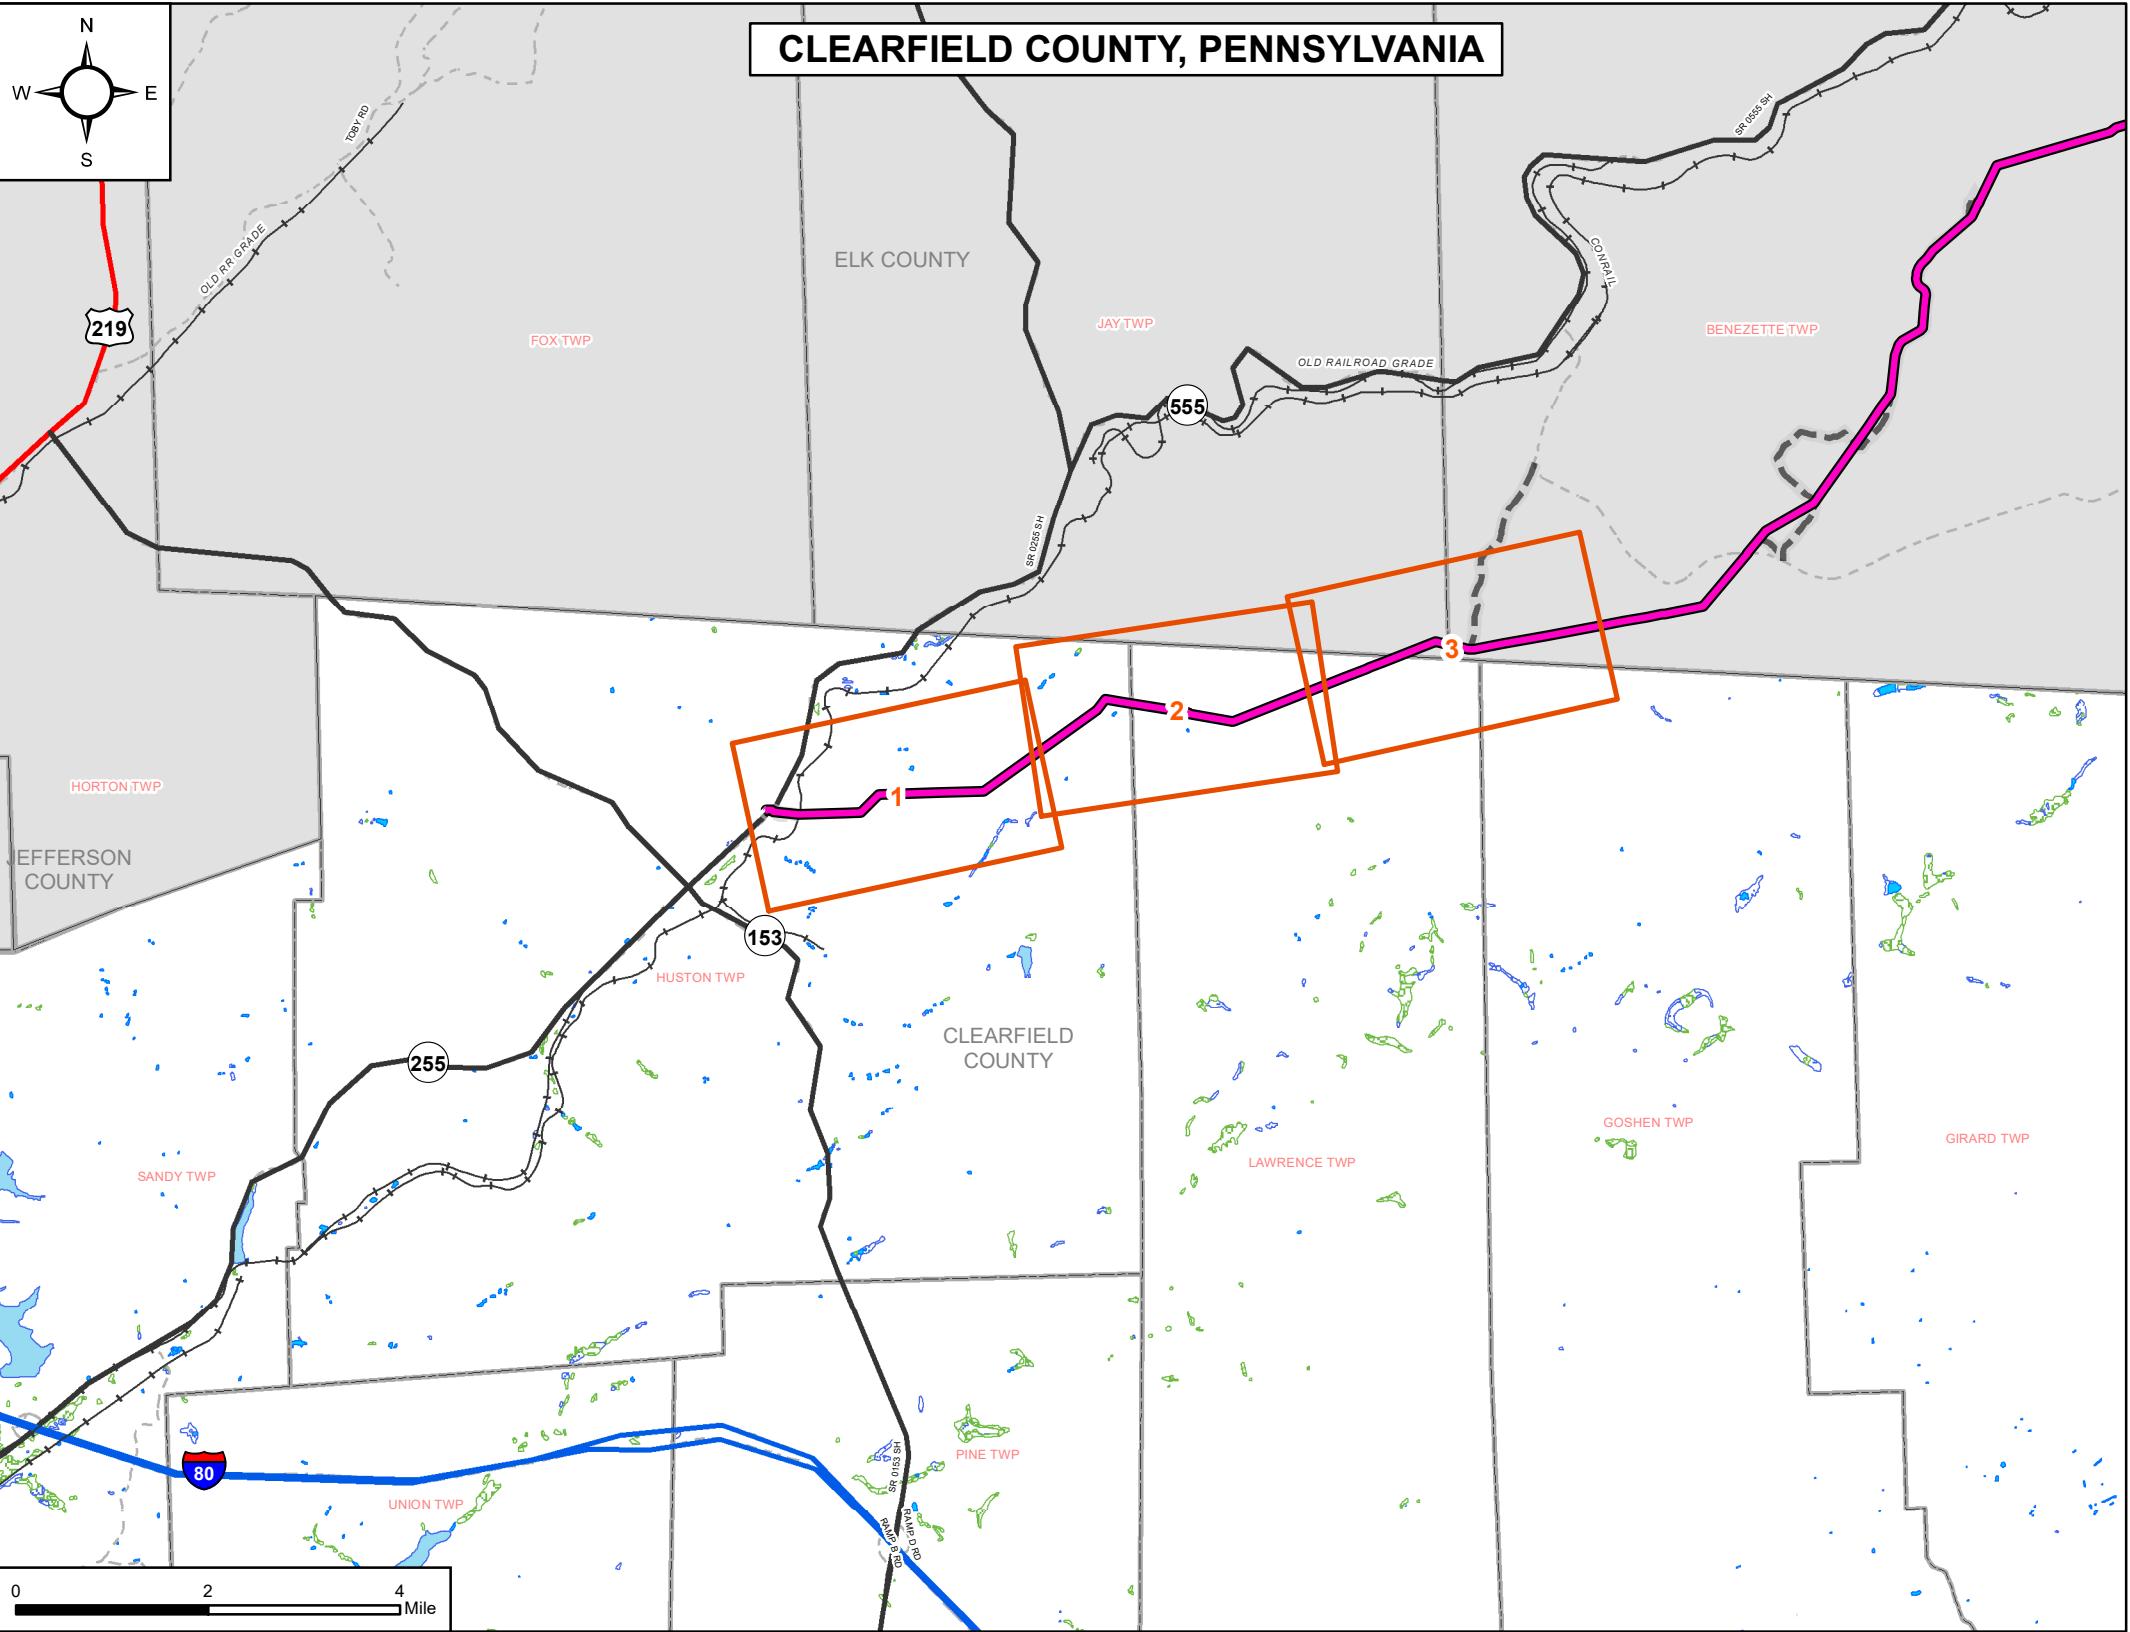 CLEARFIELD COUNTY, PENNSYLVANIA
N
W
E
S
TOBY RD
SR 0555 SH
OLD RR GRADE
CONRAIL
ELK COUNTY
219
FOX TWP
JAY TWP
BENEZETTE TWP
OLD RAILROAD GRADE
555
SR 0255 SH
3
2
1
HORTON TWP
JEFFERSON
COUNTY
153
HUSTON TWP
CLEARFIELD
COUNTY
255
GOSHEN TWP
GIRARD TWP
LAWRENCE TWP
SANDY TWP
PINE TWP
SR 0153 SH
80
UNION TWP
RAMP B RD
RAMP D RD
0 2 4
Mile